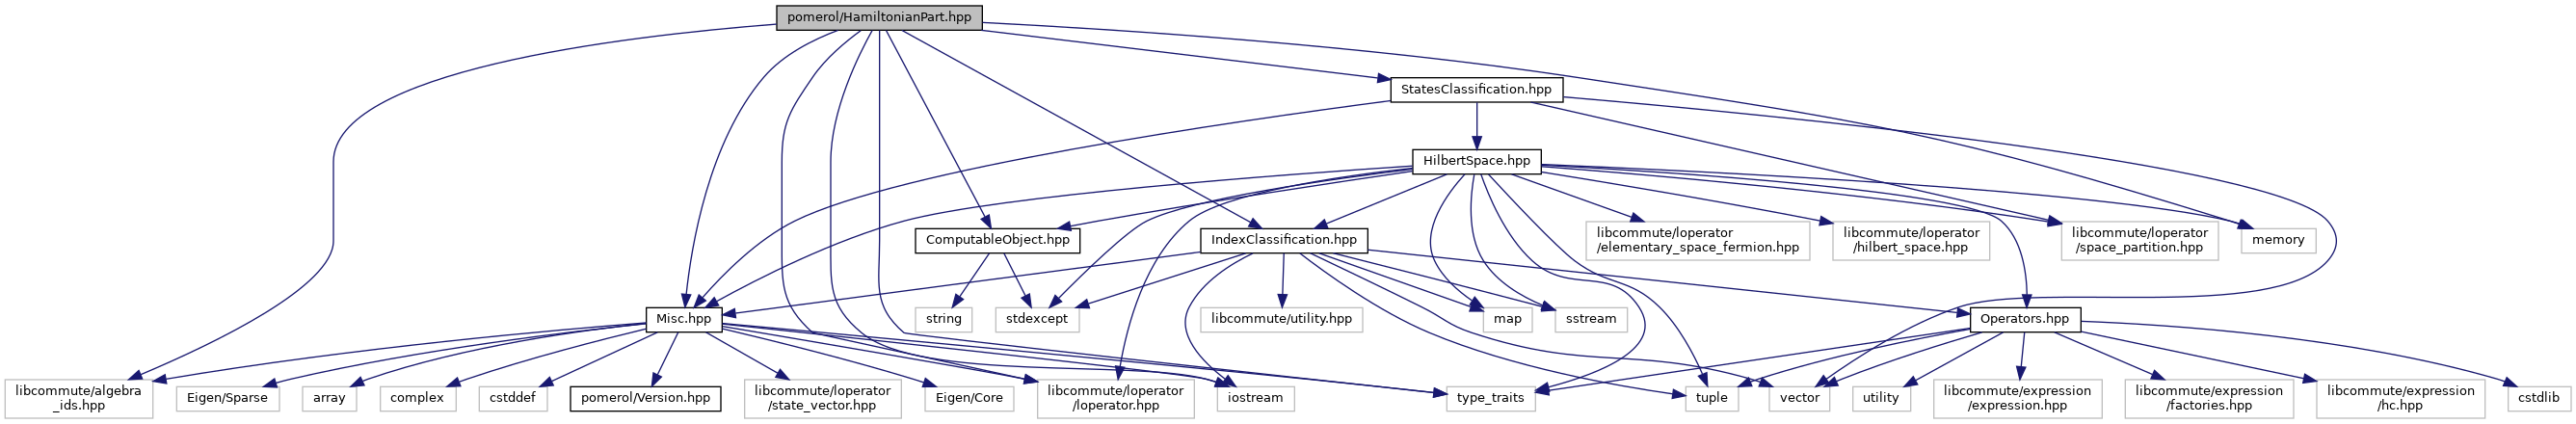 pomerol/HamiltonianPart.hpp
StatesClassification.hpp
HilbertSpace.hpp
ComputableObject.hpp
IndexClassification.hpp
libcommute/loperator
/elementary_space_fermion.hpp
libcommute/loperator
/hilbert_space.hpp
libcommute/loperator
/space_partition.hpp
memory
Misc.hpp
string
stdexcept
libcommute/utility.hpp
map
sstream
Operators.hpp
libcommute/algebra
_ids.hpp
Eigen/Sparse
array
complex
cstddef
pomerol/Version.hpp
libcommute/loperator
/state_vector.hpp
Eigen/Core
libcommute/loperator
/loperator.hpp
iostream
type_traits
tuple
vector
utility
libcommute/expression
/expression.hpp
libcommute/expression
/factories.hpp
libcommute/expression
/hc.hpp
cstdlib